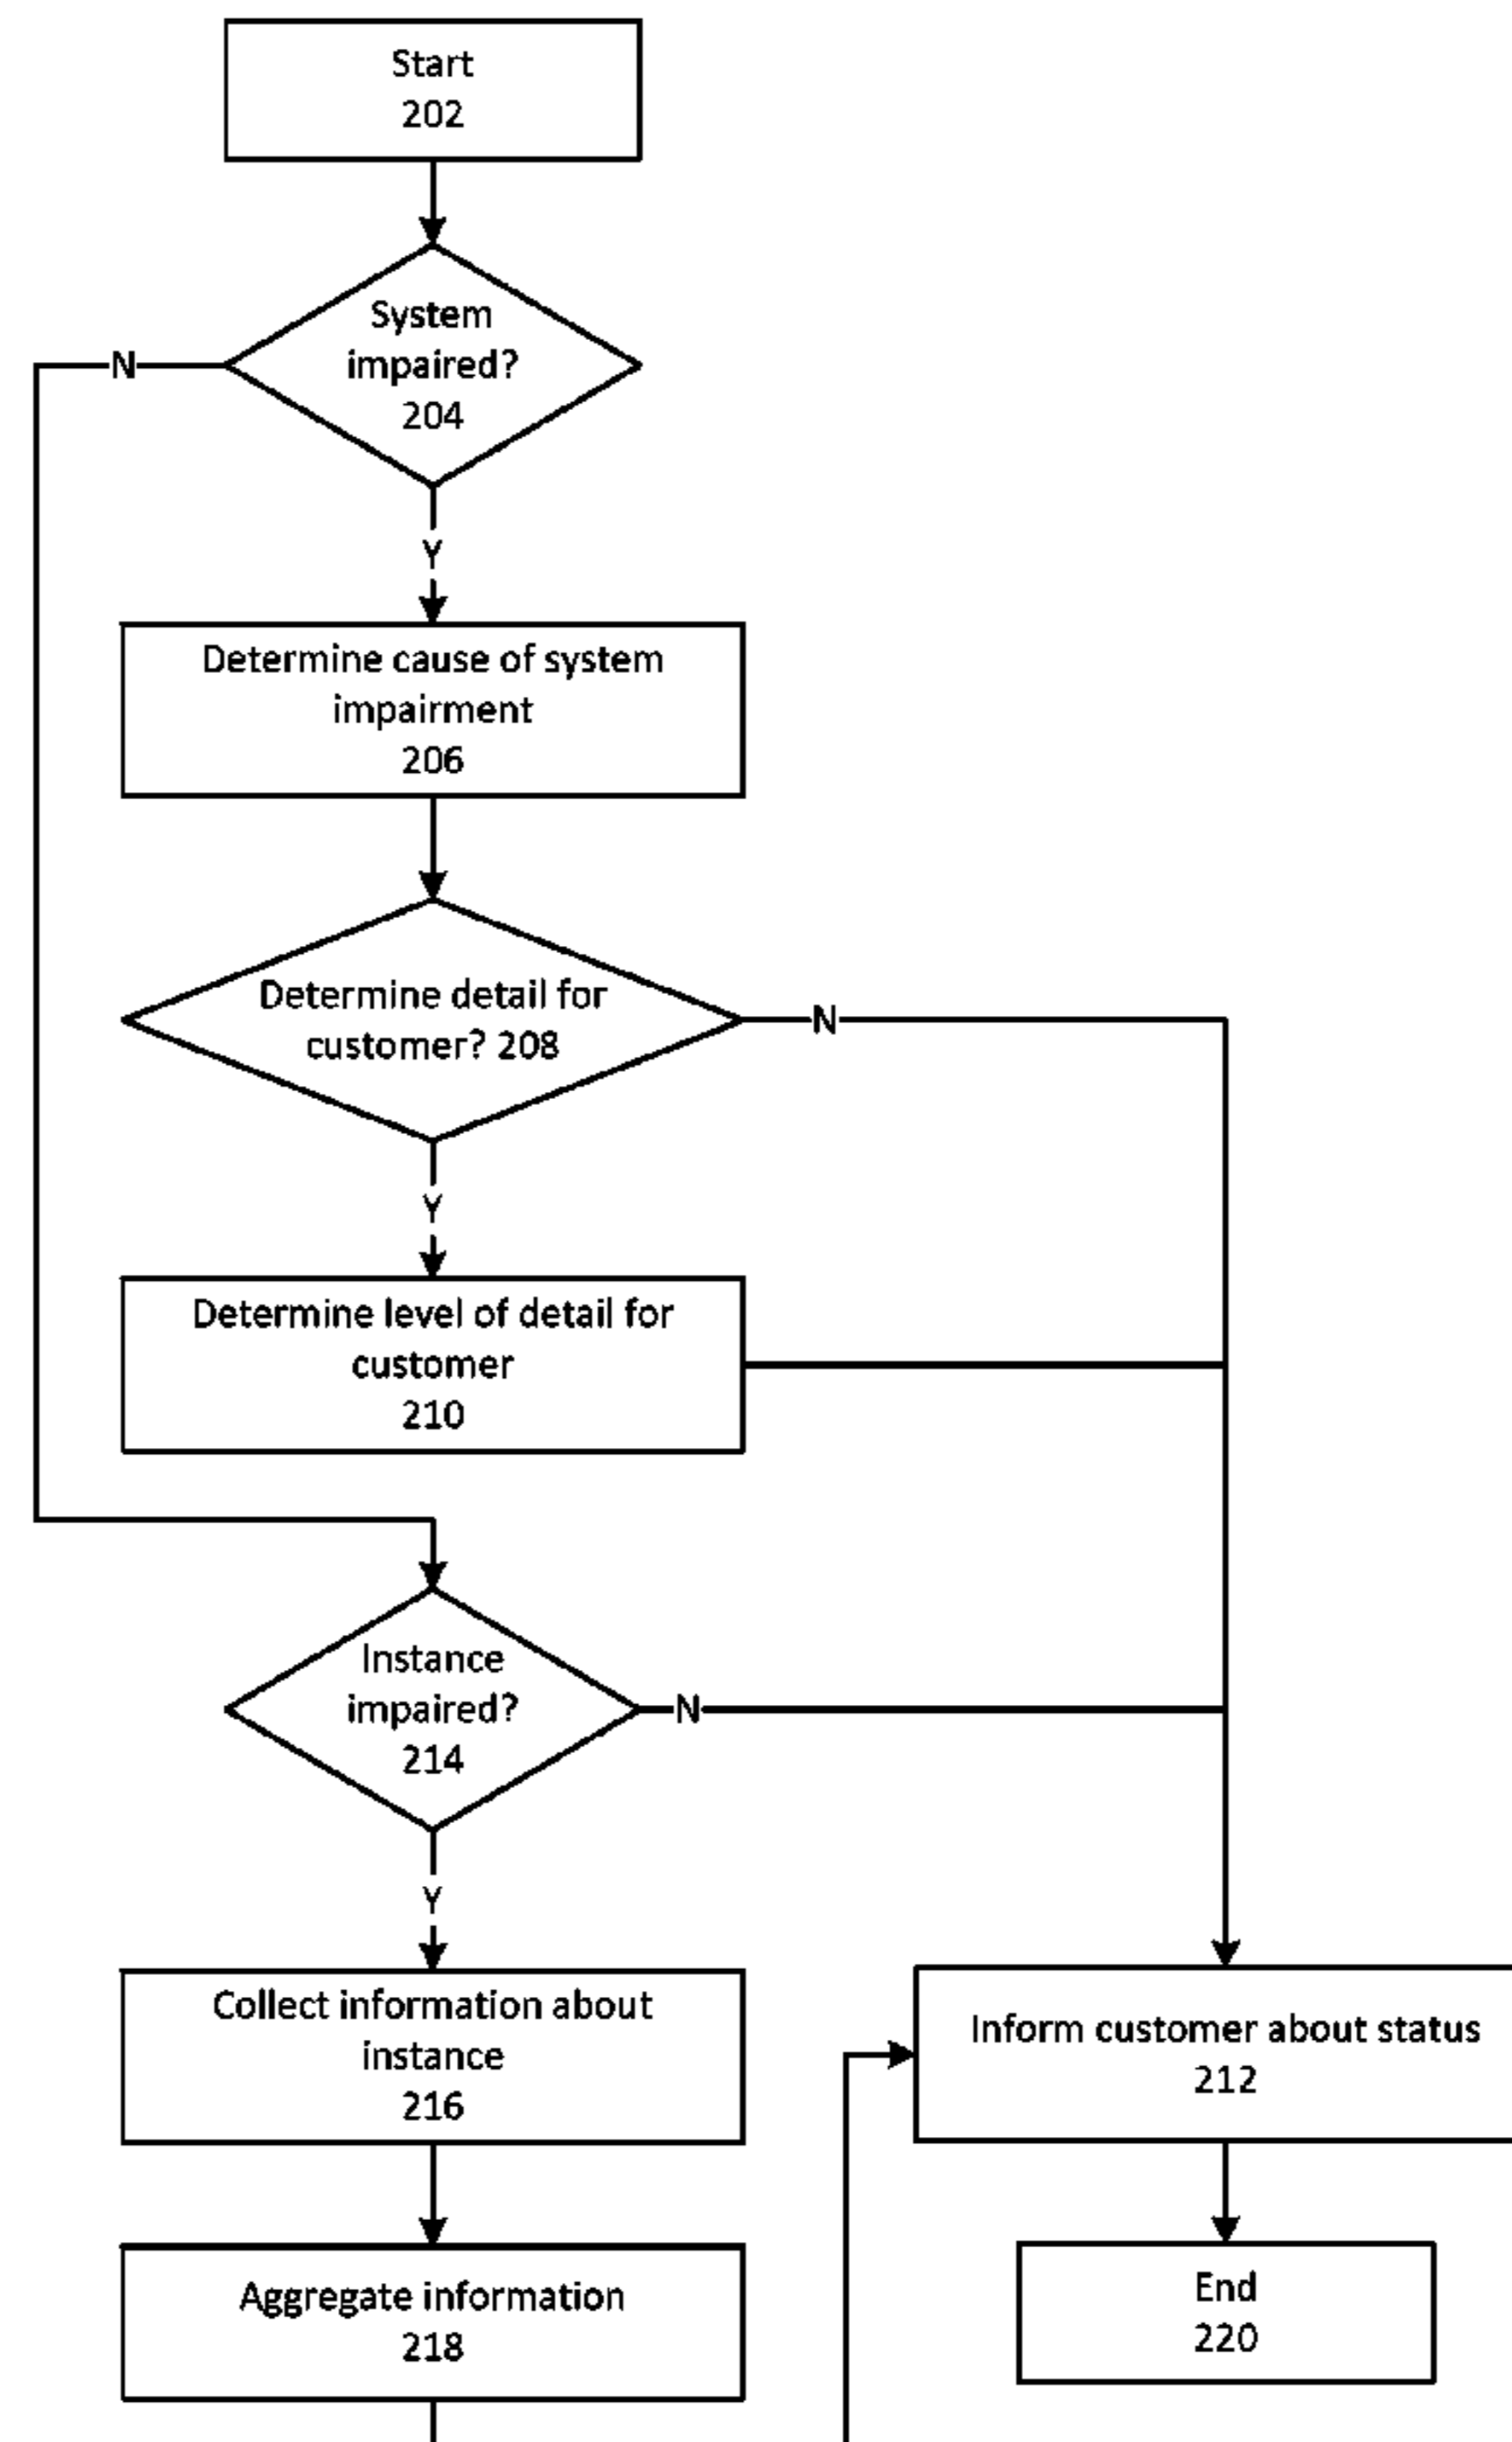 Start
202
System
impaired?
204
N
Y
Determine cause of system
impairment
206
Determine detail for
customer? 208
N
Y
Determine level of detail for
customer
210
Instance
impaired?
214
N
Y
Collect information about
instance
216
Inform customer about status
212
Aggregate information
218
End
220